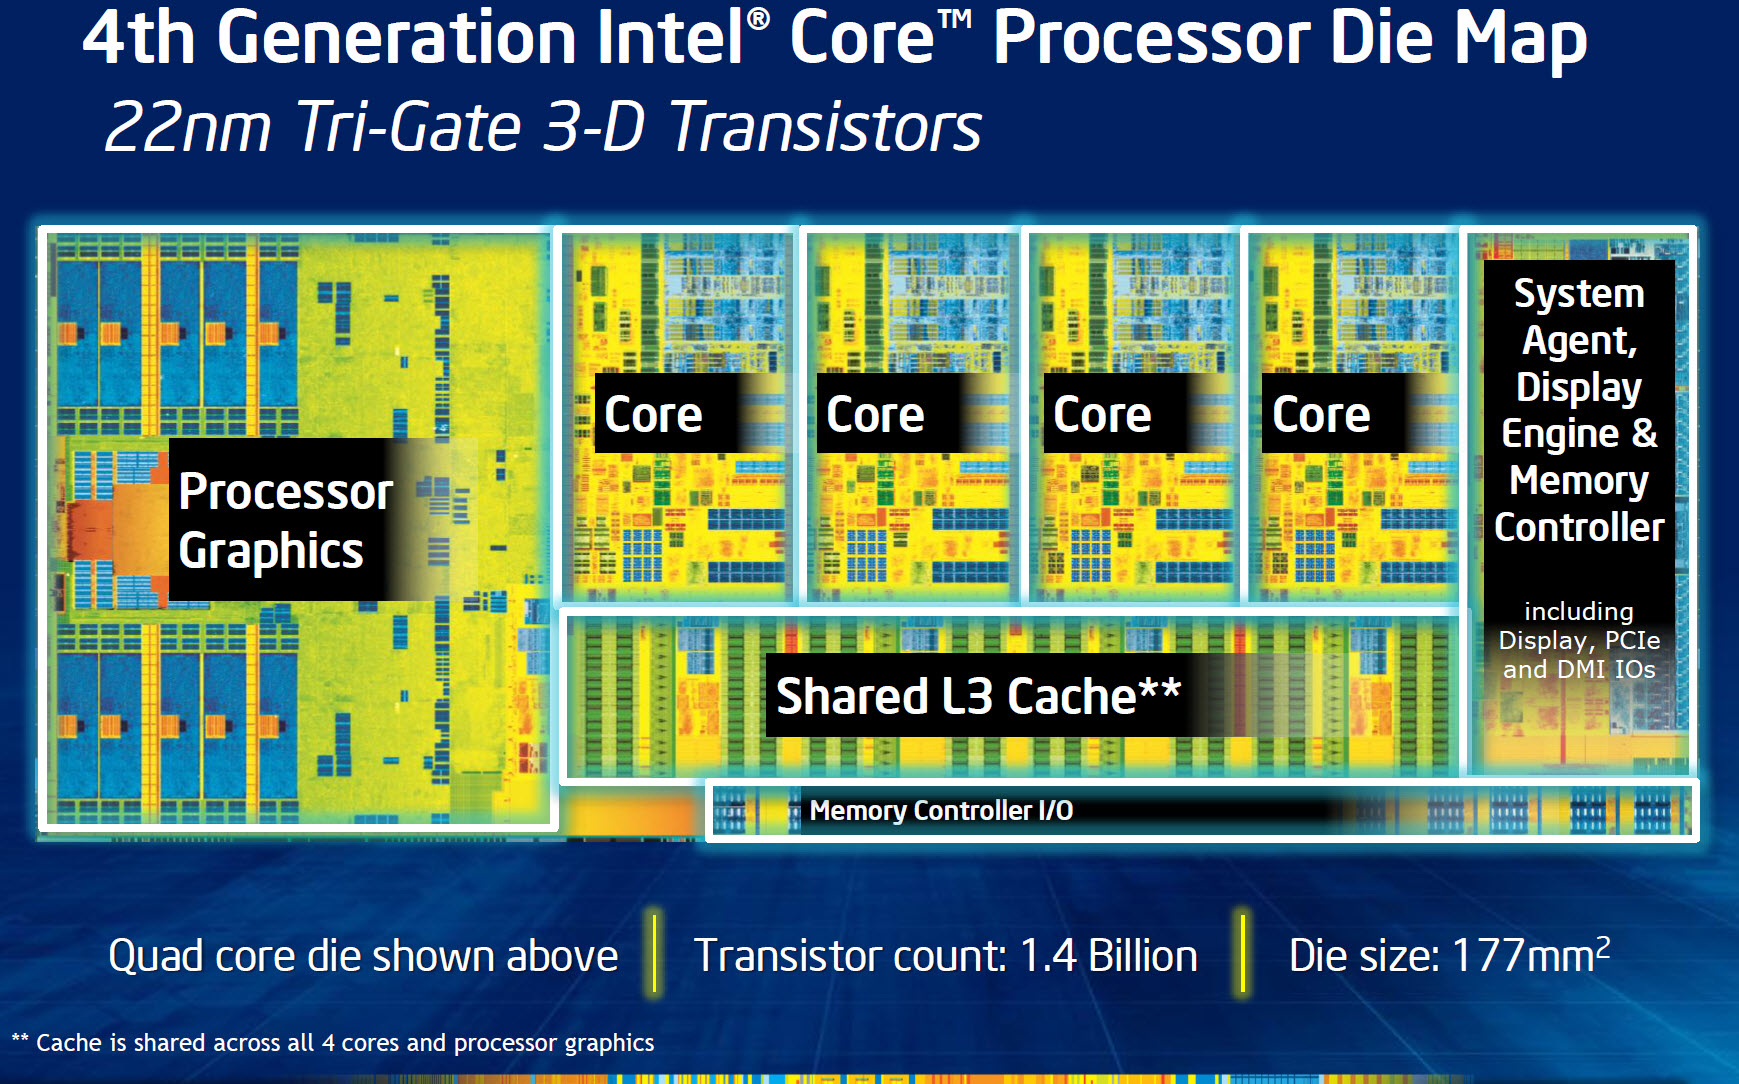 4th Generation Intel® Core™ Processor Die Map
22nm Tri-Gate 3-D Transistors
Processor
Graphics
Core
Core
Core
Core
System
Agent,
Display
Engine &
Memory
Controller
including
Display, PCIe
and DMI IOs
Shared L3 Cache**
Memory Controller I/O
Quad core die shown above
Transistor count: 1.4 Billion
Die size: 177mm²
** Cache is shared across all 4 cores and processor graphics